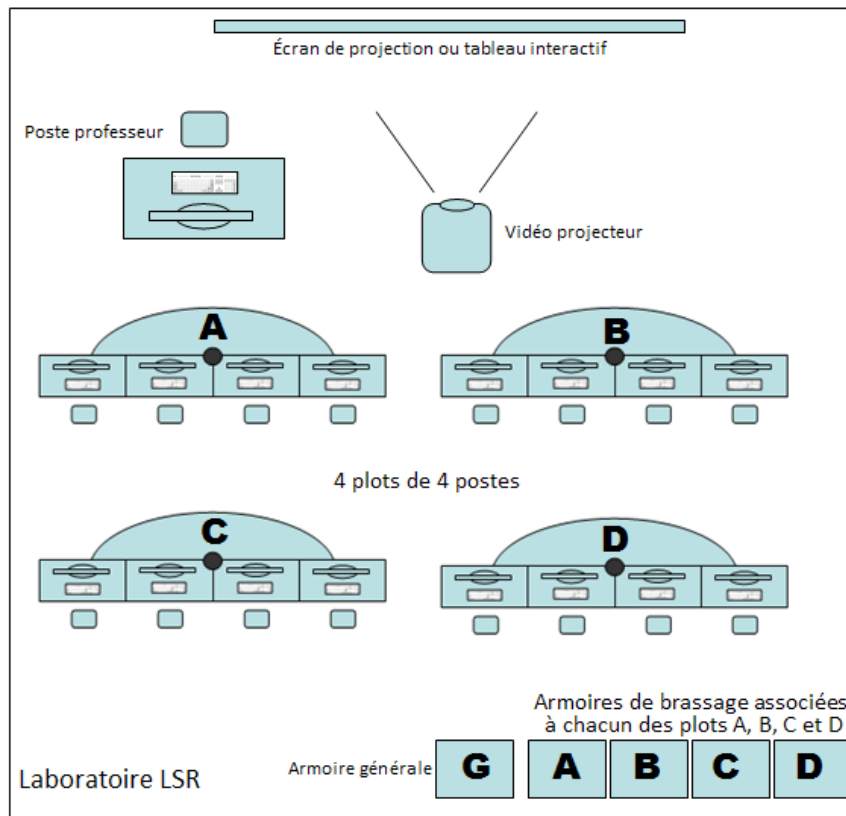 Écran de projection ou tableau interactif
Poste professeur
Vidéo projecteur
A
B
4 plots de 4 postes
C
D
Armoires de brassage associées
à chacun des plots A, B, C et D
Armoire générale
G
A
B
C
D
Laboratoire LSR